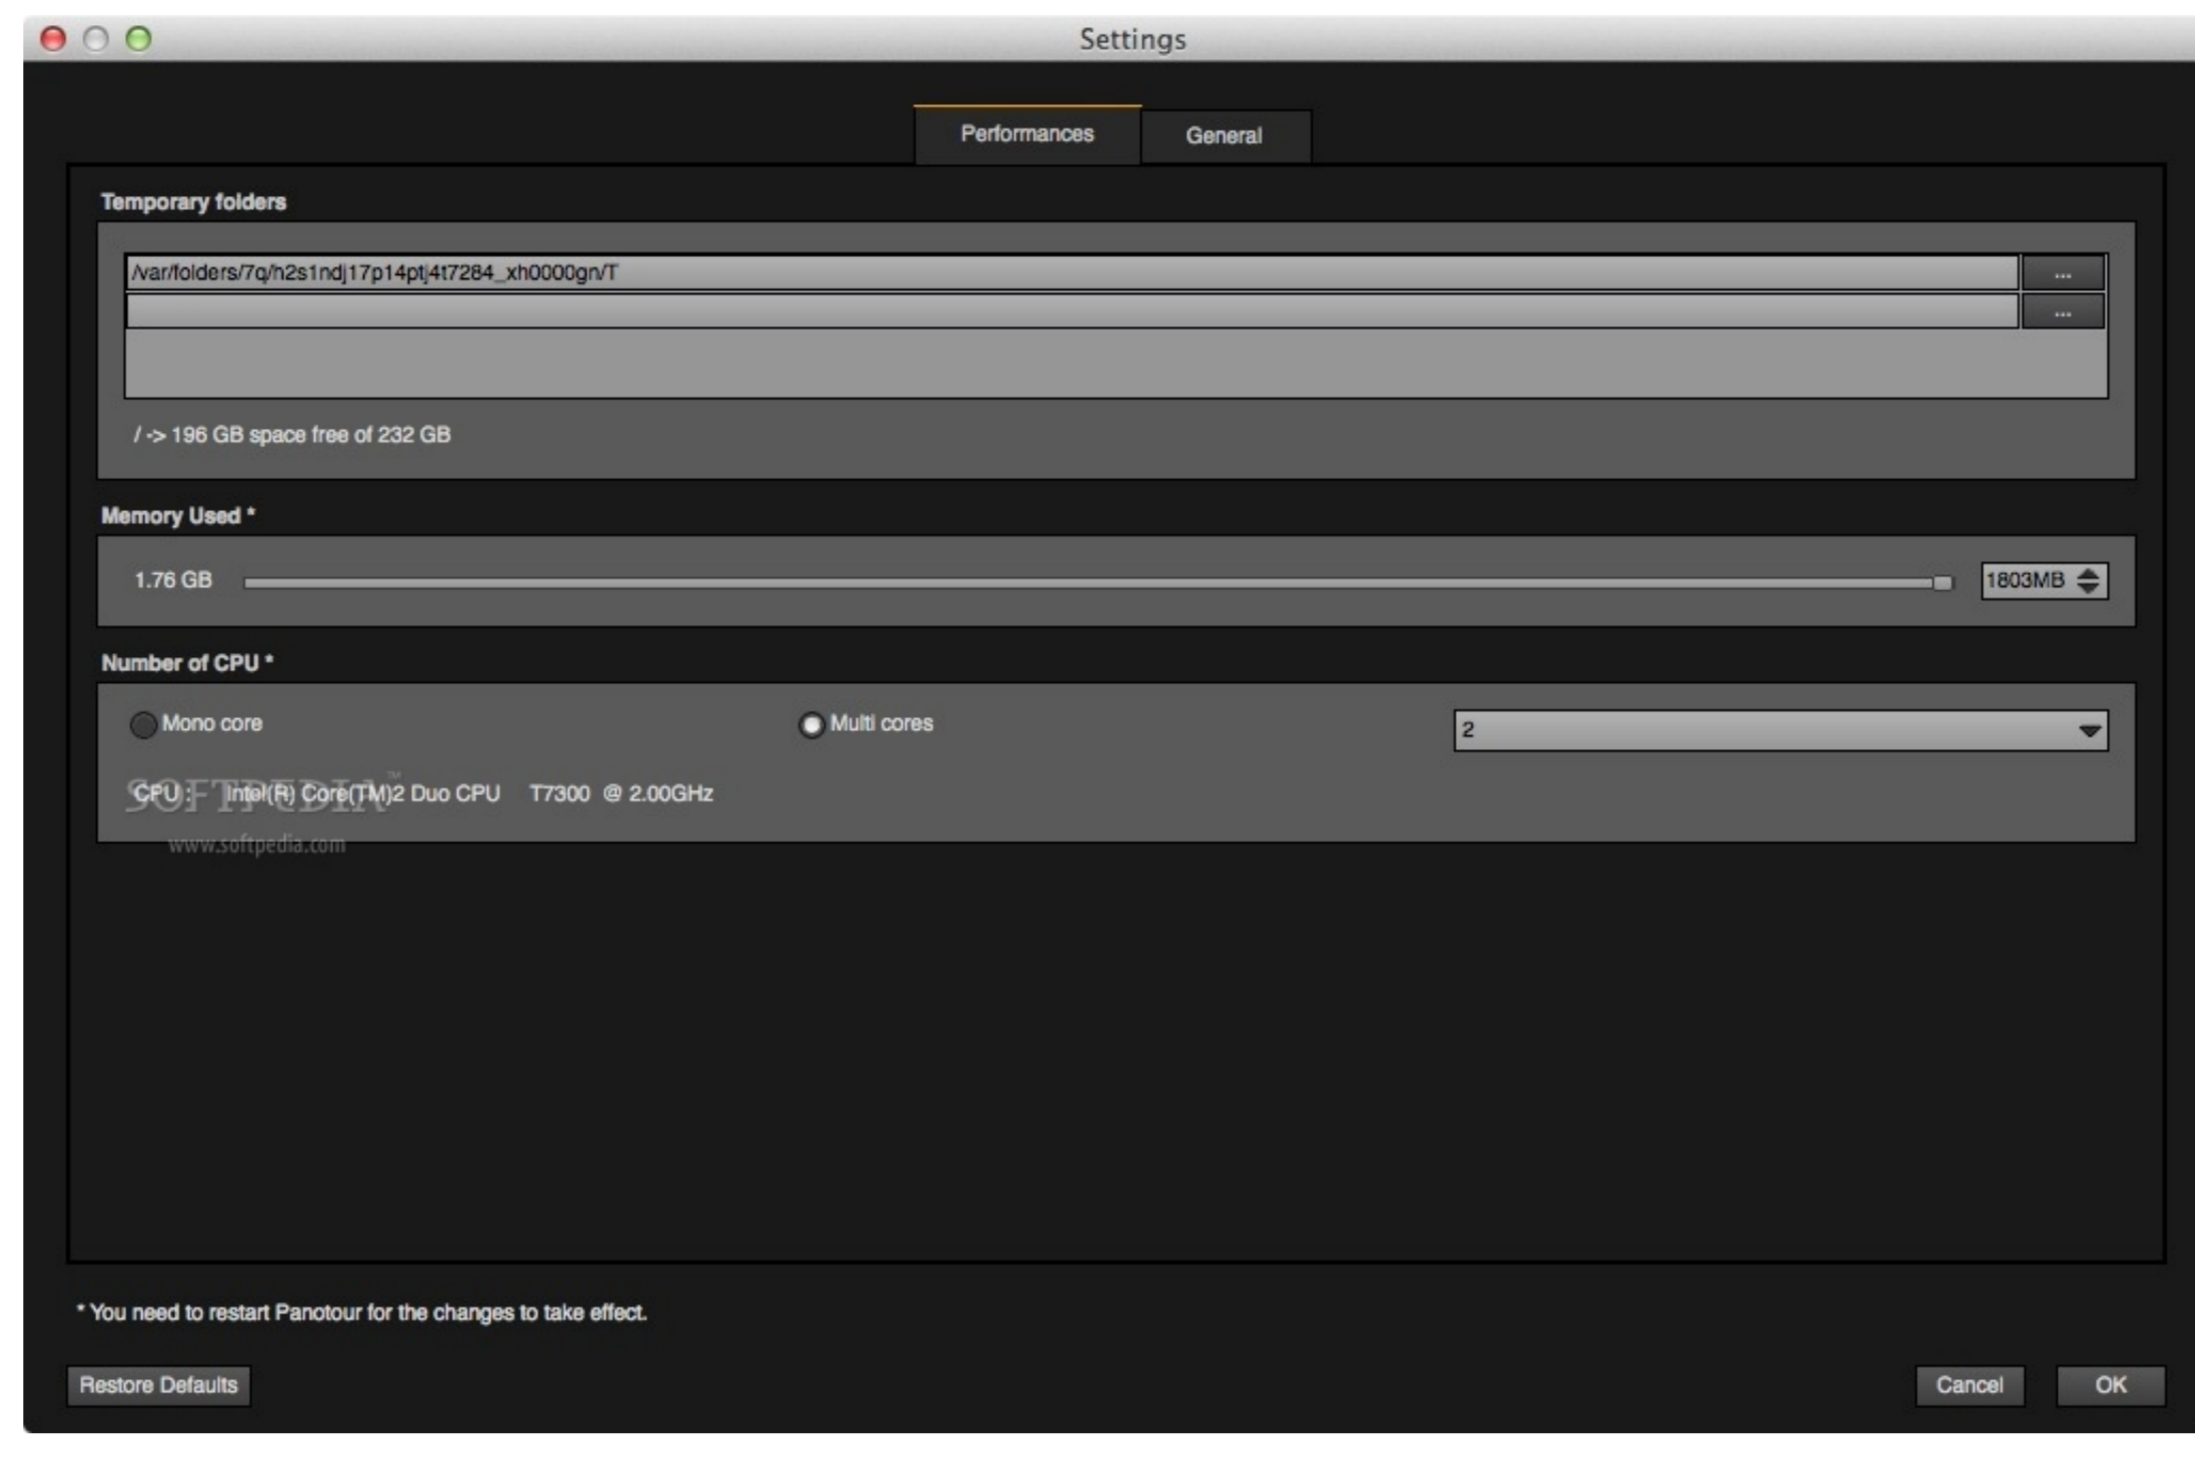 Settings
Performances
General
Temporary folders
/var/folders/7q/h2s1ndj17p14ptj4t7284_xh0000gn/T
...
...
/ -> 196 GB space free of 232 GB
Memory Used *
1.76 GB
1803MB
Number of CPU *
Mono core
Multi cores
2
CPU : Intel(R) Core(TM)2 Duo CPU T7300 @ 2.00GHz
SOFTPEDIA™
www.softpedia.com
* You need to restart Panotour for the changes to take effect.
Restore Defaults
Cancel
OK